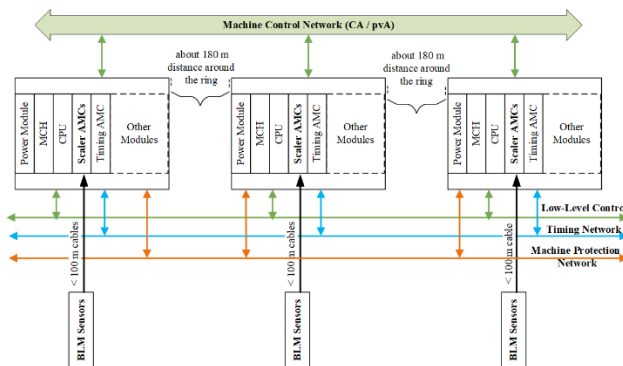 Machine Control Network (CA / pvA)
about 180 m
distance around
the ring
about 180 m
distance around
the ring
Power Module
MCH
CPU
Scaler AMCs
Timing AMC
Other
Modules
Power Module
MCH
CPU
Scaler AMCs
Timing AMC
Other
Modules
Power Module
MCH
CPU
Scaler AMCs
Timing AMC
Other
Modules
Low-Level Control
Timing Network
Machine Protection
Network
< 100 m cables
< 100 m cables
< 100 m cable
BLM Sensors
BLM Sensors
BLM Sensors